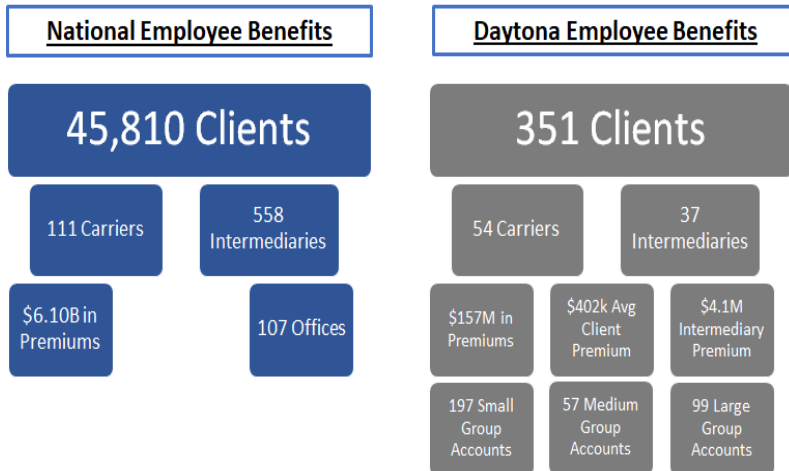 National Employee Benefits
45,810 Clients
111 Carriers
558
Intermediaries
$6.10B in
Premiums
107 Offices
Daytona Employee Benefits
351 Clients
54 Carriers
37
Intermediaries
$157M in
Premiums
$402k Avg
Client
Premium
$4.1M
Intermediary
Premium
197 Small
Group
Accounts
57 Medium
Group
Accounts
99 Large
Group
Accounts